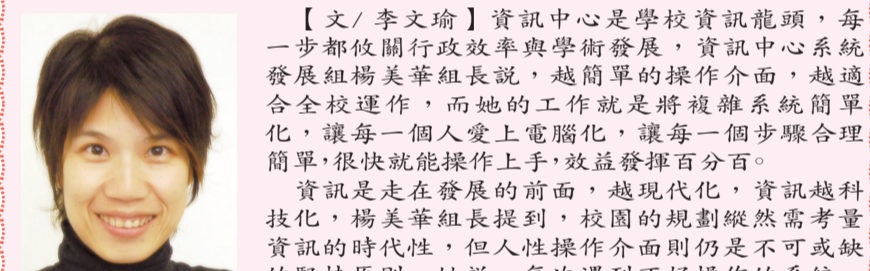 【文/李文瑜】資訊中心是學校資訊龍頭，每
一步都攸關行政效率與學術發展，資訊中心系統
發展組楊美華組長說，越簡單的操作介面，越適
合全校運作，而她的工作就是將複雜系統簡單
化，讓每一個人愛上電腦化，讓每一個步驟合理
簡單，很快就能操作上手，效益發揮百分百。
資訊是走在發展的前面，越現代化，資訊越科
技化，楊美華組長提到，校園的規劃縱然需考量
資訊的時代性，但人性操作介面則仍是不可或缺